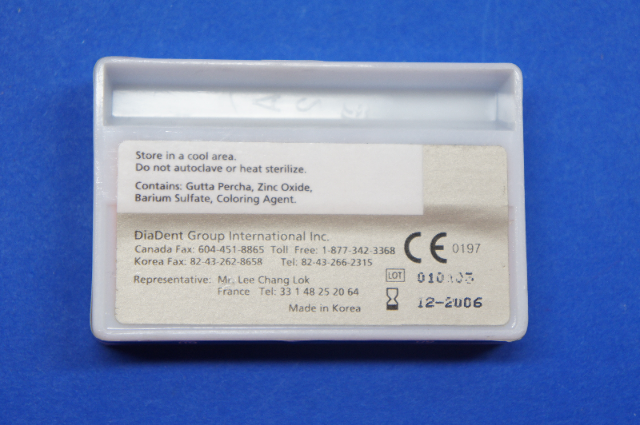 Store in a cool area.
Do not autoclave or heat sterilize.
Contains: Gutta Percha, Zinc Oxide,
Barium Sulfate, Coloring Agent.
DiaDent Group International Inc.
Canada Fax: 604-451-8865 Toll Free: 1-877-342-3368
Korea Fax: 82-43-262-8658 Tel: 82-43-266-2315
CE 0197
Representative: Mr. Lee Chang Lok
France Tel: 33 1 48 25 20 64
Made in Korea
LOT
12-2006